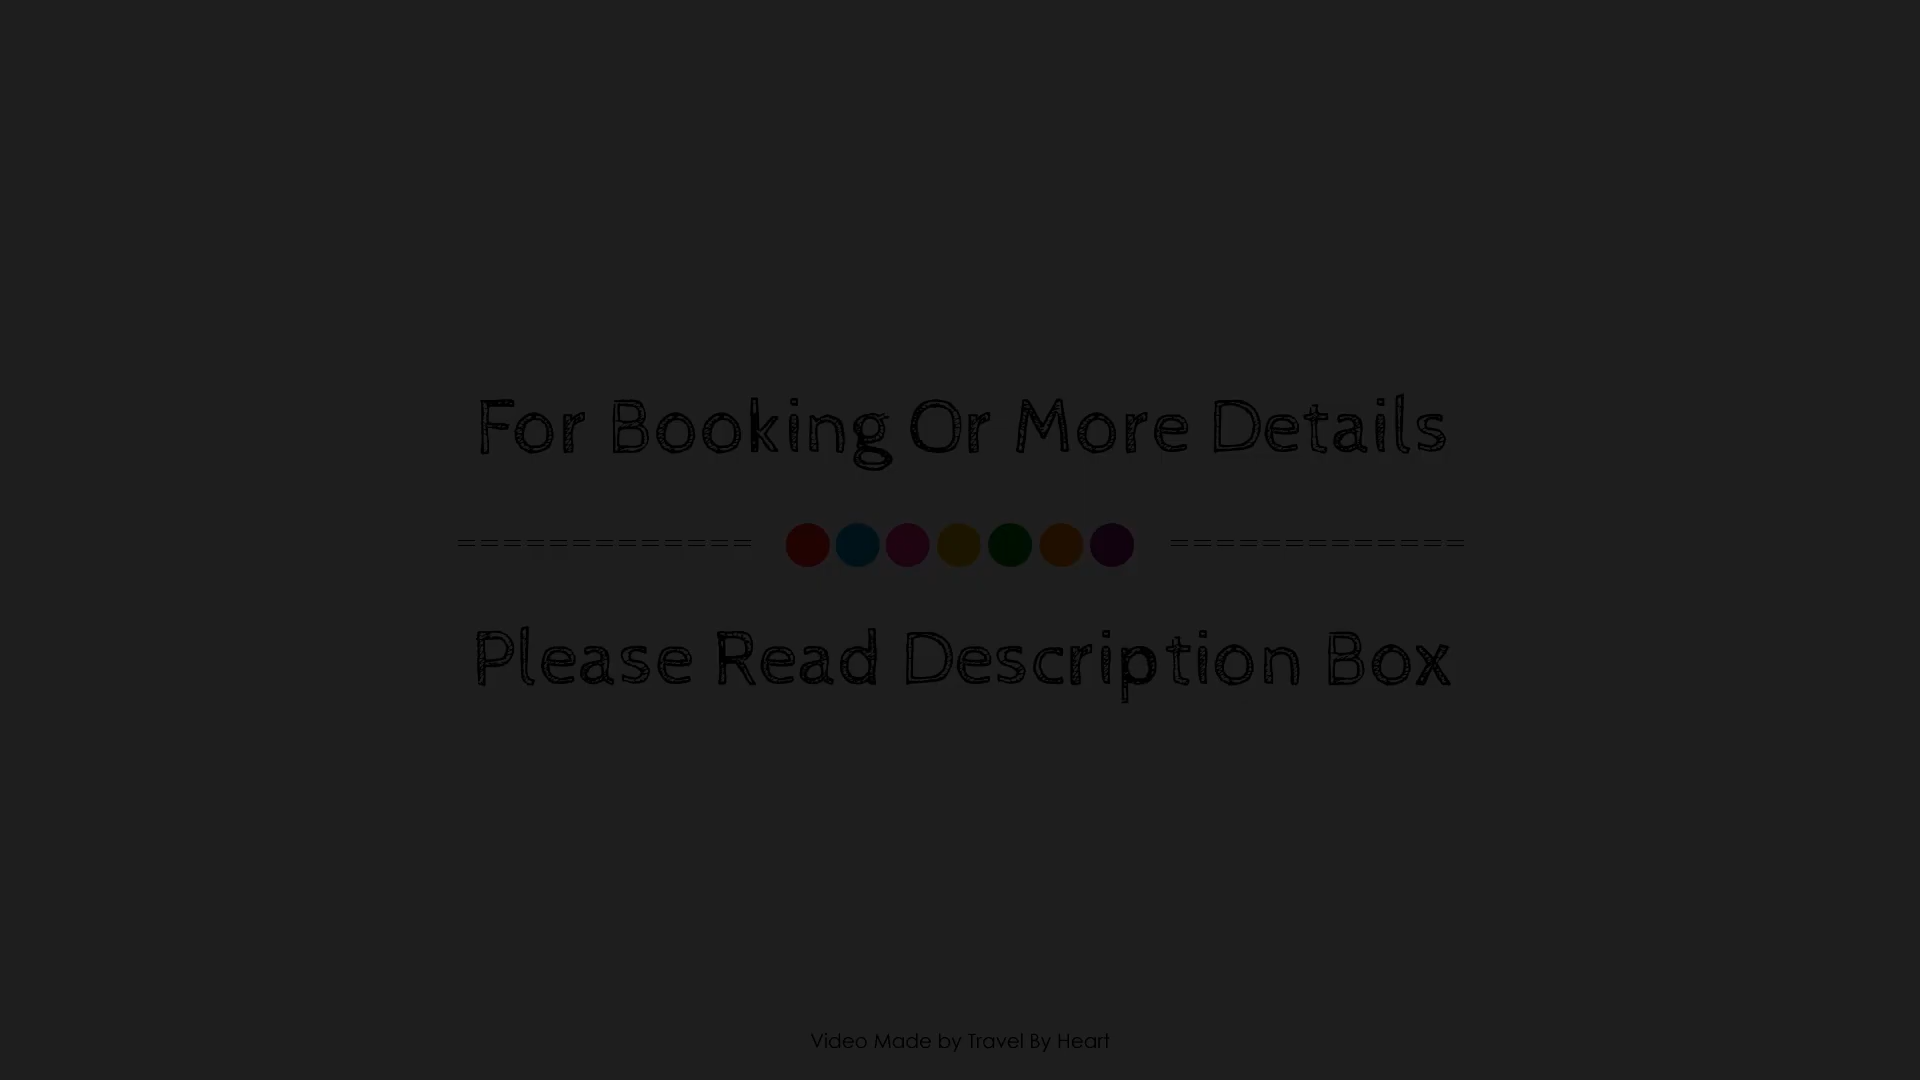 For Booking Or More Details
============= =============
Please Read Description Box
Video Made by Travel By Heart